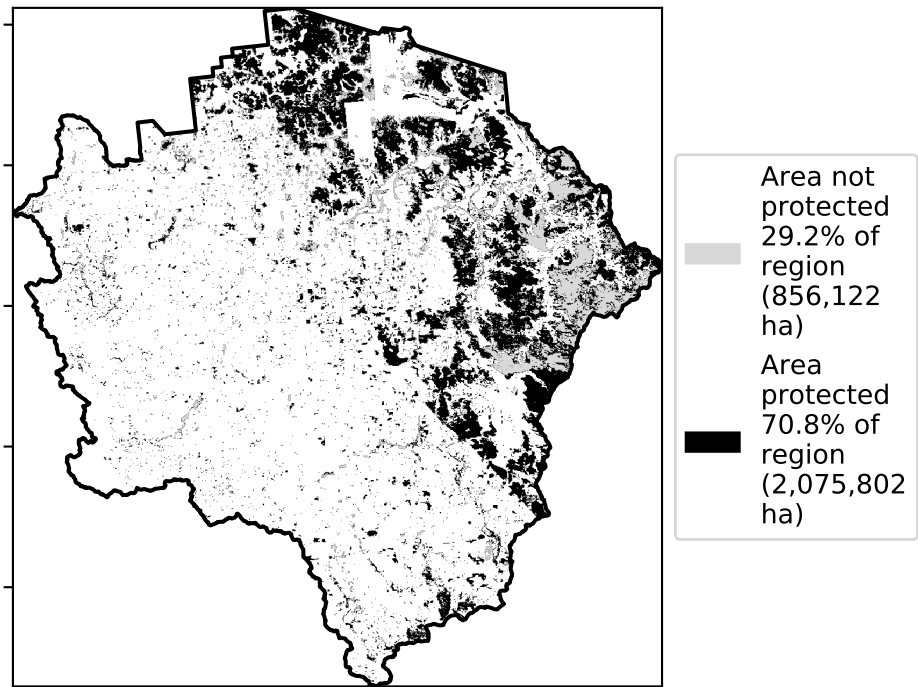 Area not
protected
29.2% of
region
(856,122
ha)
Area
protected
70.8% of
region
(2,075,802
ha)